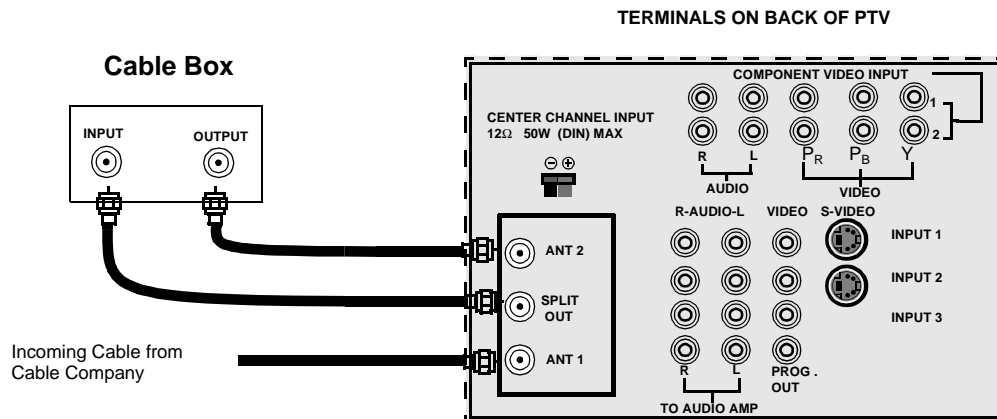 TERMINALS ON BACK OF PTV
Cable Box
INPUT
OUTPUT
COMPONENT VIDEO INPUT
CENTER CHANNEL INPUT
12Ω 50W (DIN) MAX
1
2
R
L
PR
PB
Y
AUDIO
VIDEO
R-AUDIO-L
VIDEO
S-VIDEO
INPUT 1
INPUT 2
INPUT 3
ANT 2
SPLIT
OUT
ANT 1
Incoming Cable from
Cable Company
R
L
PROG .
OUT
TO AUDIO AMP